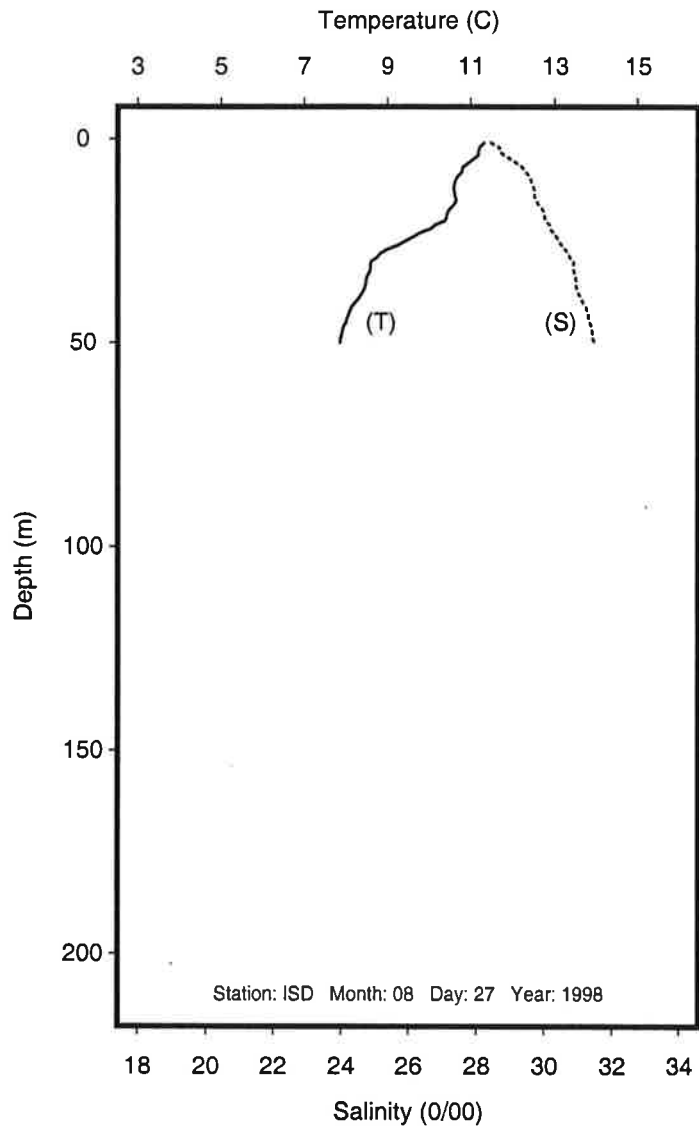 Temperature (C)
3 5 7 9 11 13 15
0
50
100
150
200
Depth (m)
(T) (S)
Station: ISD Month: 08 Day: 27 Year: 1998
18 20 22 24 26 28 30 32 34
Salinity (0/00)